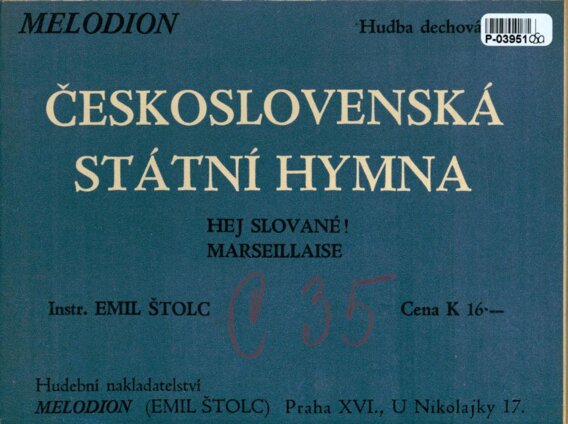 MELODION Hudba dechová
P-03951
ČESKOSLOVENSKÁ
STÁTNÍ HYMNA
HEJ SLOVANÉ!
MARSEILLAISE
C 35
Instr. EMIL ŠTOLC Cena K 16·—
Hudební nakladatelství
MELODION (EMIL ŠTOLC) Praha XVI., U Nikolajky 17.